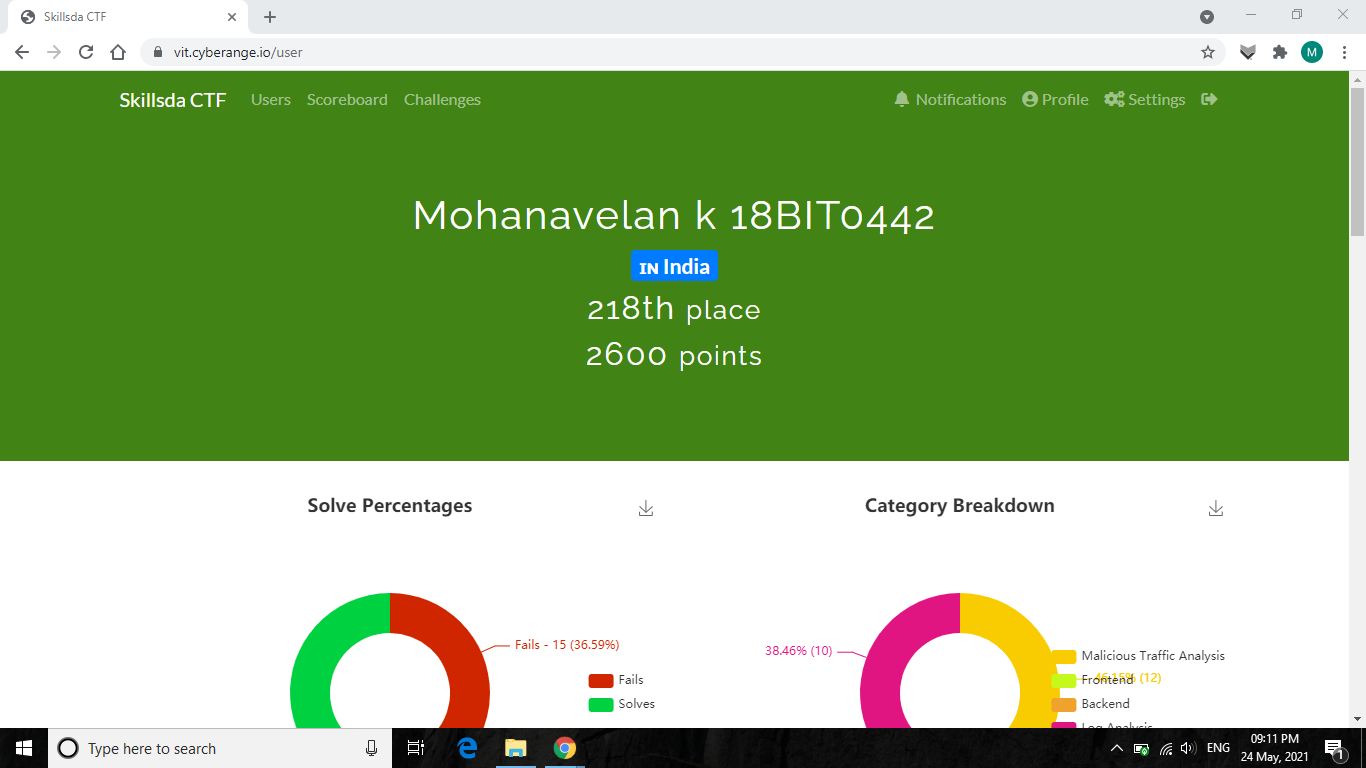 Skillsda CTF
vit.cyberange.io/user
M
Skillsda CTF Users Scoreboard Challenges Notifications Profile Settings
Mohanavelan k 18BIT0442
ɪɴ India
218th place
2600 points
Solve Percentages
Category Breakdown
Fails - 15 (36.59%)
Fails
Solves
38.46% (10)
46.15% (12)
Malicious Traffic Analysis
Frontend
Backend
Log Analysis
Type here to search
ENG
09:11 PM
24 May, 2021
1